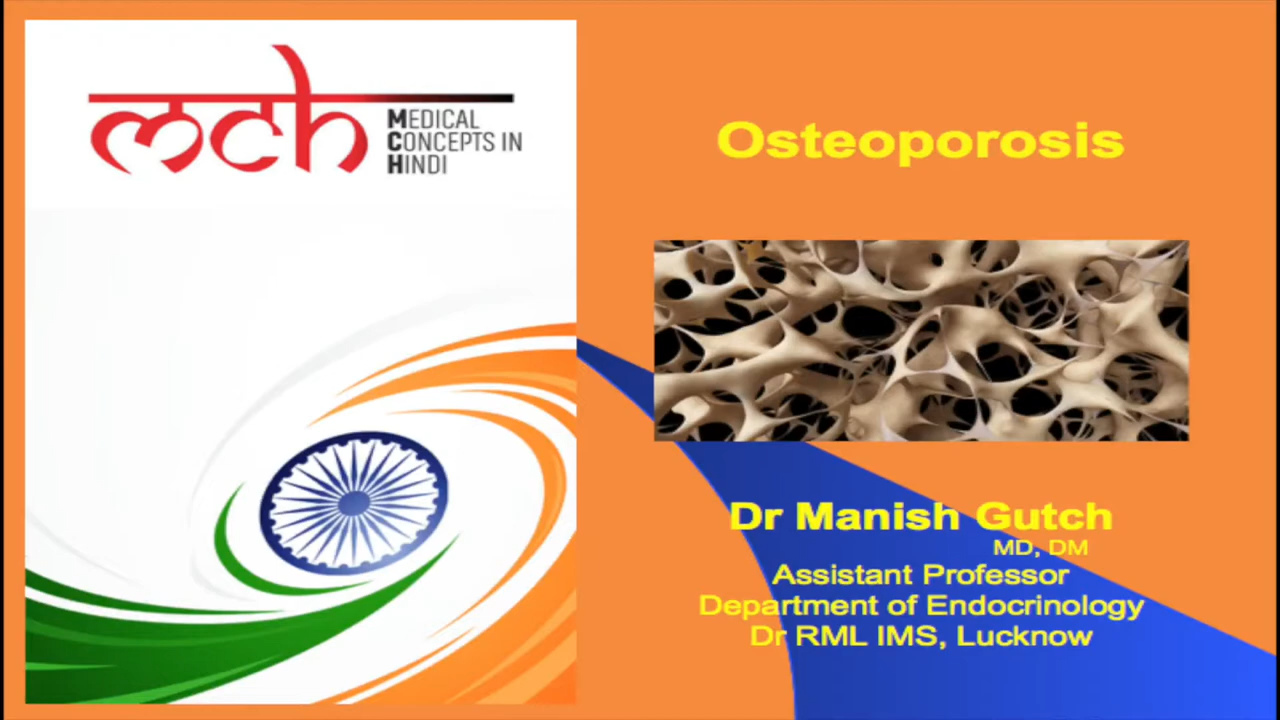 mch
MEDICAL
CONCEPTS IN
HINDI
Osteoporosis
Dr Manish Gutch
MD, DM
Assistant Professor
Department of Endocrinology
Dr RML IMS, Lucknow